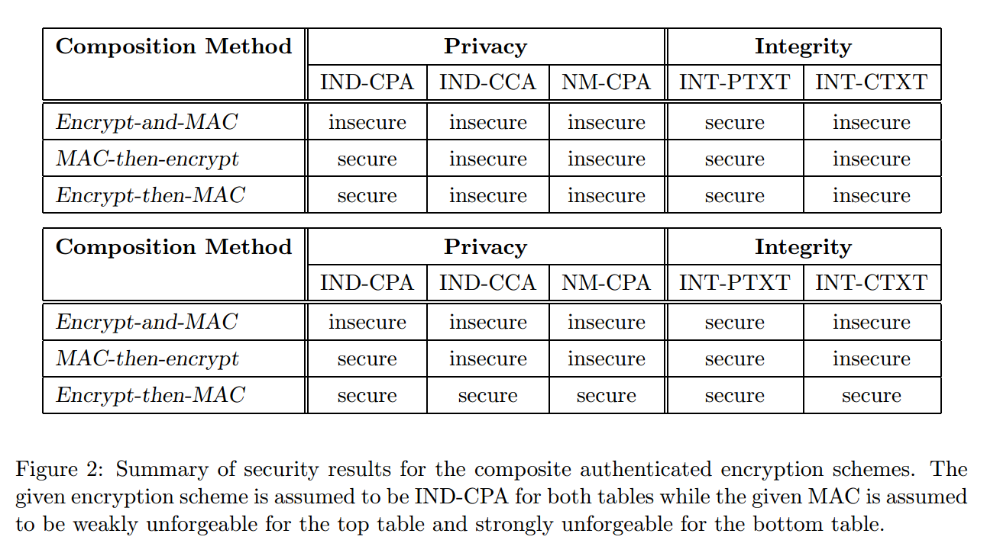 Composition Method Privacy Integrity
IND-CPA IND-CCA NM-CPA INT-PTXT INT-CTXT
Encrypt-and-MAC insecure insecure insecure secure insecure
MAC-then-encrypt secure insecure insecure secure insecure
Encrypt-then-MAC secure insecure insecure secure insecure
Composition Method Privacy Integrity
IND-CPA IND-CCA NM-CPA INT-PTXT INT-CTXT
Encrypt-and-MAC insecure insecure insecure secure insecure
MAC-then-encrypt secure insecure insecure secure insecure
Encrypt-then-MAC secure secure secure secure secure
Figure 2: Summary of security results for the composite authenticated encryption schemes. The
given encryption scheme is assumed to be IND-CPA for both tables while the given MAC is assumed
to be weakly unforgeable for the top table and strongly unforgeable for the bottom table.